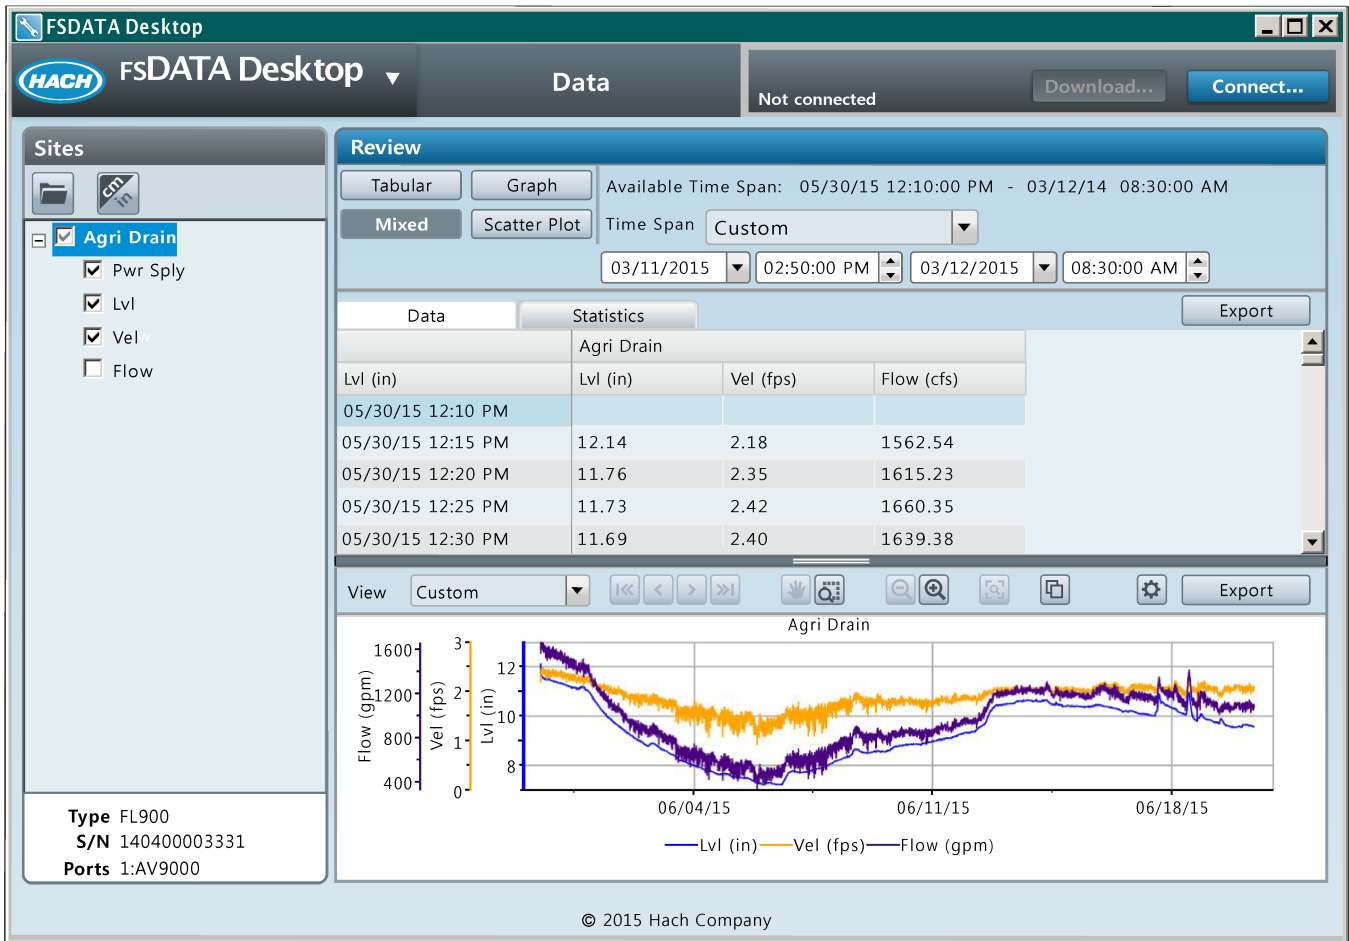 FSDATA Desktop
HACH FSDATA Desktop
Data
Not connected
Download...
Connect...
Sites
cm in
Agri Drain
Pwr Sply
Lvl
Vel
Flow
Type FL900
S/N 140400003331
Ports 1:AV9000
Review
Tabular Graph
Mixed Scatter Plot
Available Time Span: 05/30/15 12:10:00 PM - 03/12/14 08:30:00 AM
Time Span Custom
03/11/2015 02:50:00 PM 03/12/2015 08:30:00 AM
Data Statistics Export
Agri Drain
Lvl (in) Lvl (in) Vel (fps) Flow (cfs)
05/30/15 12:10 PM
05/30/15 12:15 PM 12.14 2.18 1562.54
05/30/15 12:20 PM 11.76 2.35 1615.23
05/30/15 12:25 PM 11.73 2.42 1660.35
05/30/15 12:30 PM 11.69 2.40 1639.38
View Custom Export
Agri Drain
Flow (gpm)
1600
1200
800
400
Vel (fps)
3
2
1
0
Lvl (in)
12
10
8
06/04/15 06/11/15 06/18/15
Lvl (in) Vel (fps) Flow (gpm)
© 2015 Hach Company